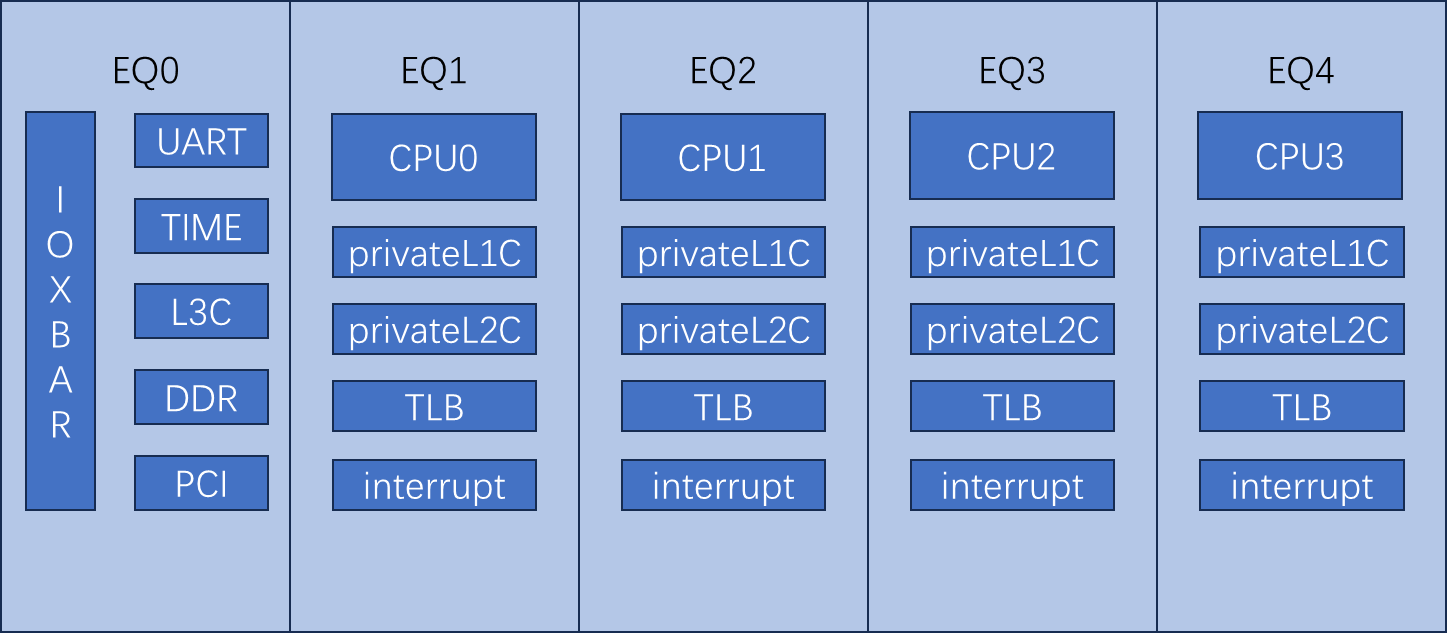 EQ0
IOXBAR
UART
TIME
L3C
DDR
PCI
EQ1
CPU0
privateL1C
privateL2C
TLB
interrupt
EQ2
CPU1
privateL1C
privateL2C
TLB
interrupt
EQ3
CPU2
privateL1C
privateL2C
TLB
interrupt
EQ4
CPU3
privateL1C
privateL2C
TLB
interrupt